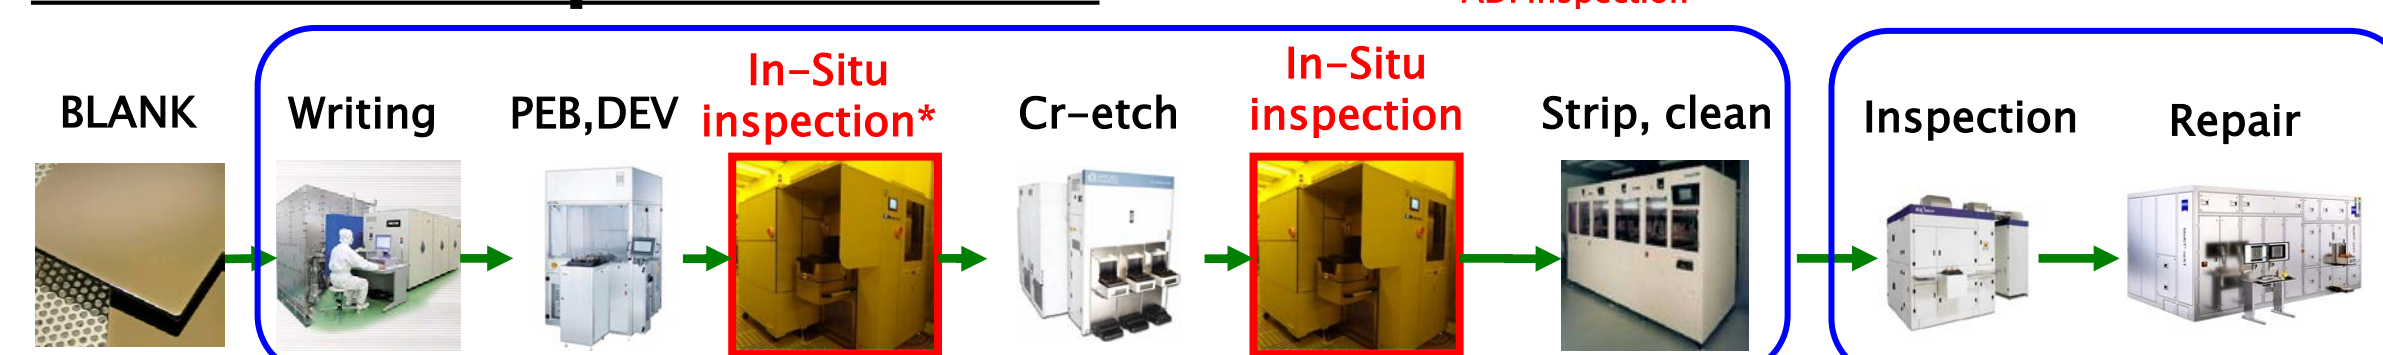 BLANK
Writing
PEB,DEV
In-Situ
inspection*
Cr-etch
In-Situ
inspection
Strip, clean
Inspection
Repair